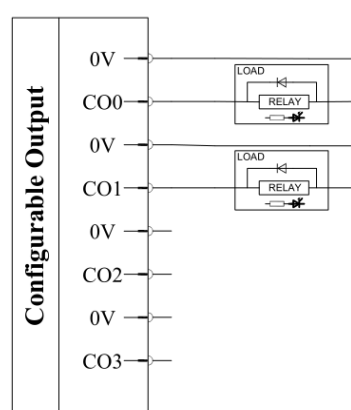 Configurable Output
0V
LOAD
CO0
RELAY
0V
LOAD
CO1
RELAY
0V
CO2
0V
CO3